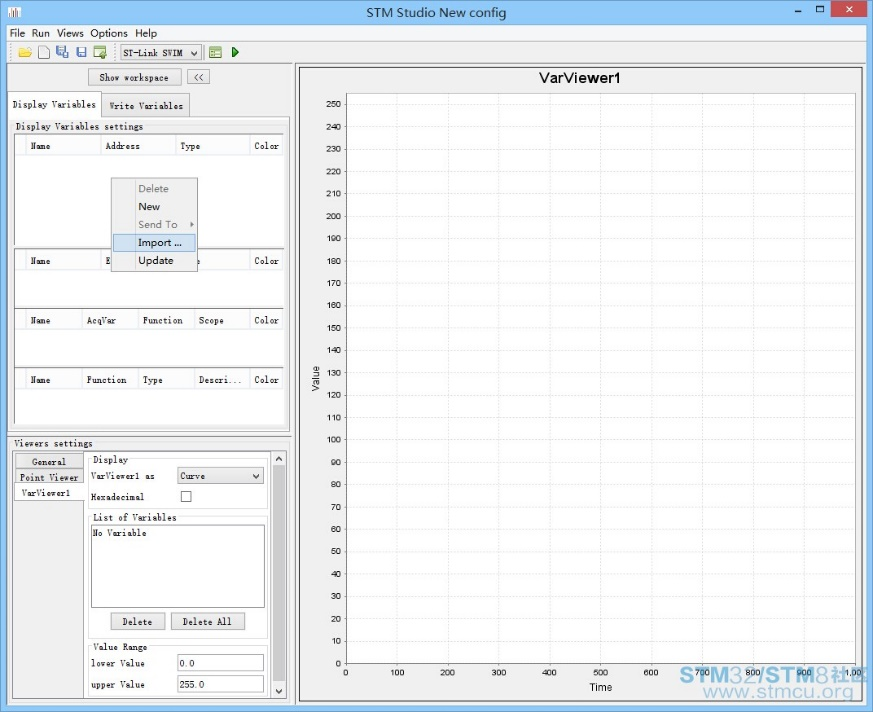 STM Studio New config
File Run Views Options Help
ST-Link SWIM
Show workspace <<
Display Variables Write Variables
Display Variables settings
Name Address Type Color
Delete
New
Send To
Import ...
Update
Name Color
Name AcqVar Function Scope Color
Name Function Type Descri... Color
Viewers settings
General
Point Viewer
VarViewer1
Display
VarViewer1 as Curve
Hexadecimal
List of Variables
No Variable
Delete Delete All
Value Range
lower Value 0.0
upper Value 255.0
VarViewer1
250
240
230
220
210
200
190
180
170
160
150
140
130
120
110
100
90
80
70
60
50
40
30
20
10
0
Value
0 100 200 300 400 500 600 700 800 900 1,00
Time
STM32/STM8社区
www.stmcu.org